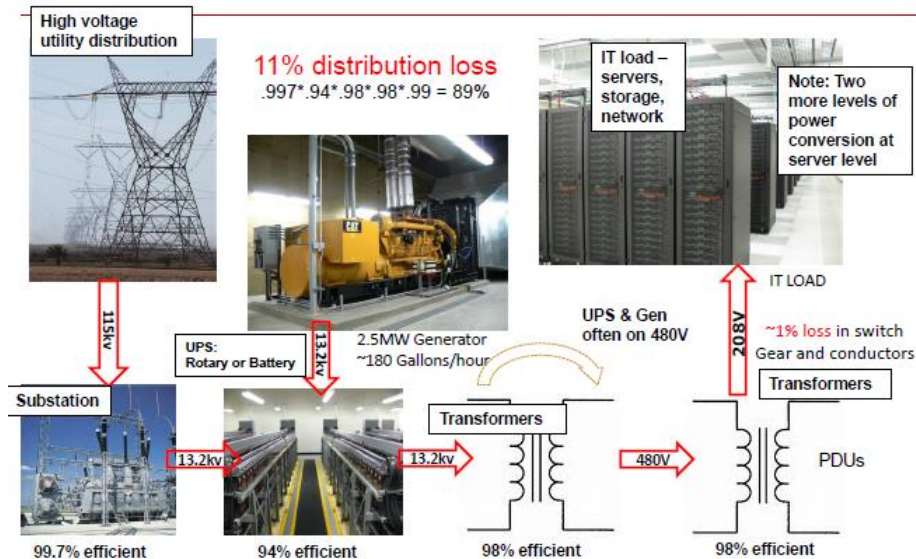 High voltage
utility distribution
11% distribution loss
.997*.94*.98*.98*.99 = 89%
IT load –
servers,
storage,
network
Note: Two
more levels of
power
conversion at
server level
CAT
115kv
13.2kv
UPS:
Rotary or Battery
2.5MW Generator
~180 Gallons/hour
UPS & Gen
often on 480V
208V
IT LOAD
~1% loss in switch
Gear and conductors
Substation
Transformers
Transformers
13.2kv
13.2kv
480V
PDUs
99.7% efficient
94% efficient
98% efficient
98% efficient